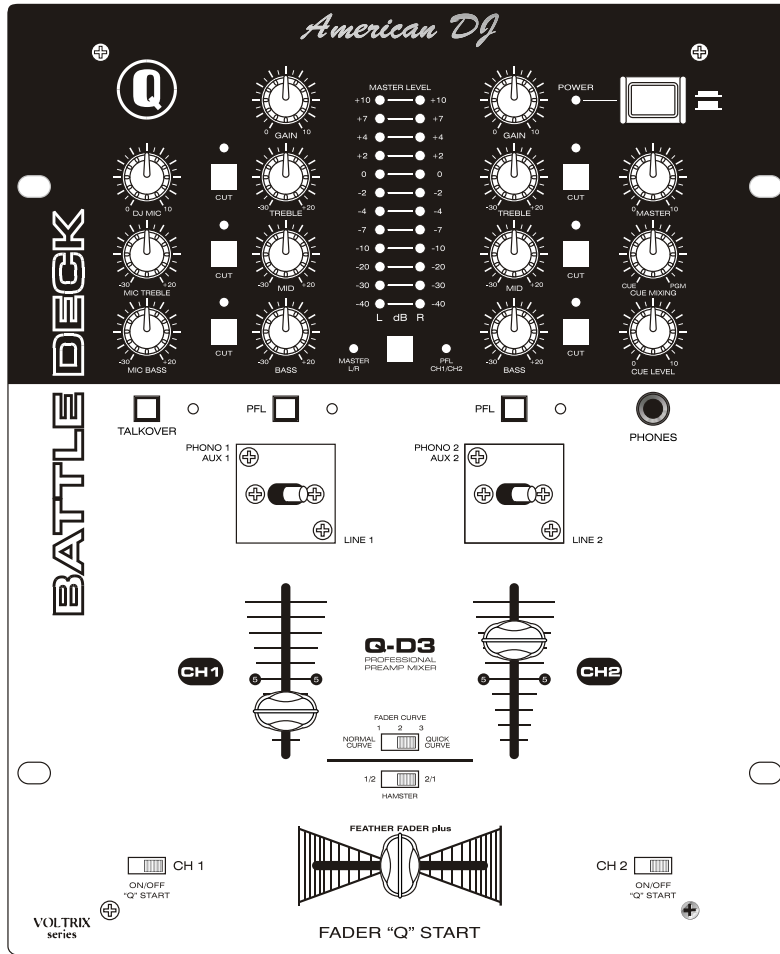 American DJ
Q
MASTER LEVEL
POWER
0 10
GAIN
0 10
GAIN
+10 +10
+7 +7
+4 +4
+2 +2
0 0
-2 -2
-4 -4
-7 -7
-10 -10
-20 -20
-30 -30
-40 -40
L dB R
0 10
DJ MIC
CUT
-30 +20
TREBLE
-30 +20
TREBLE
CUT
0 10
MASTER
-30 +20
MIC TREBLE
CUT
-30 +20
MID
-30 +20
MID
CUT
CUE PGM
CUE MIXING
-30 +20
MIC BASS
CUT
-30 +20
BASS
MASTER
L/R
PFL
CH1/CH2
-30 +20
BASS
CUT
0 10
CUE LEVEL
BATTLE DECK
TALKOVER
PFL
PFL
PHONES
PHONO 1
AUX 1
LINE 1
PHONO 2
AUX 2
LINE 2
CH1
5 5
Q-D3
PROFESSIONAL
PREAMP MIXER
5 5
CH2
FADER CURVE
1 2 3
NORMAL
CURVE
QUICK
CURVE
1/2 2/1
HAMSTER
FEATHER FADER plus
CH 1
ON/OFF
"Q" START
CH 2
ON/OFF
"Q" START
VOLTRIX
series
FADER "Q" START